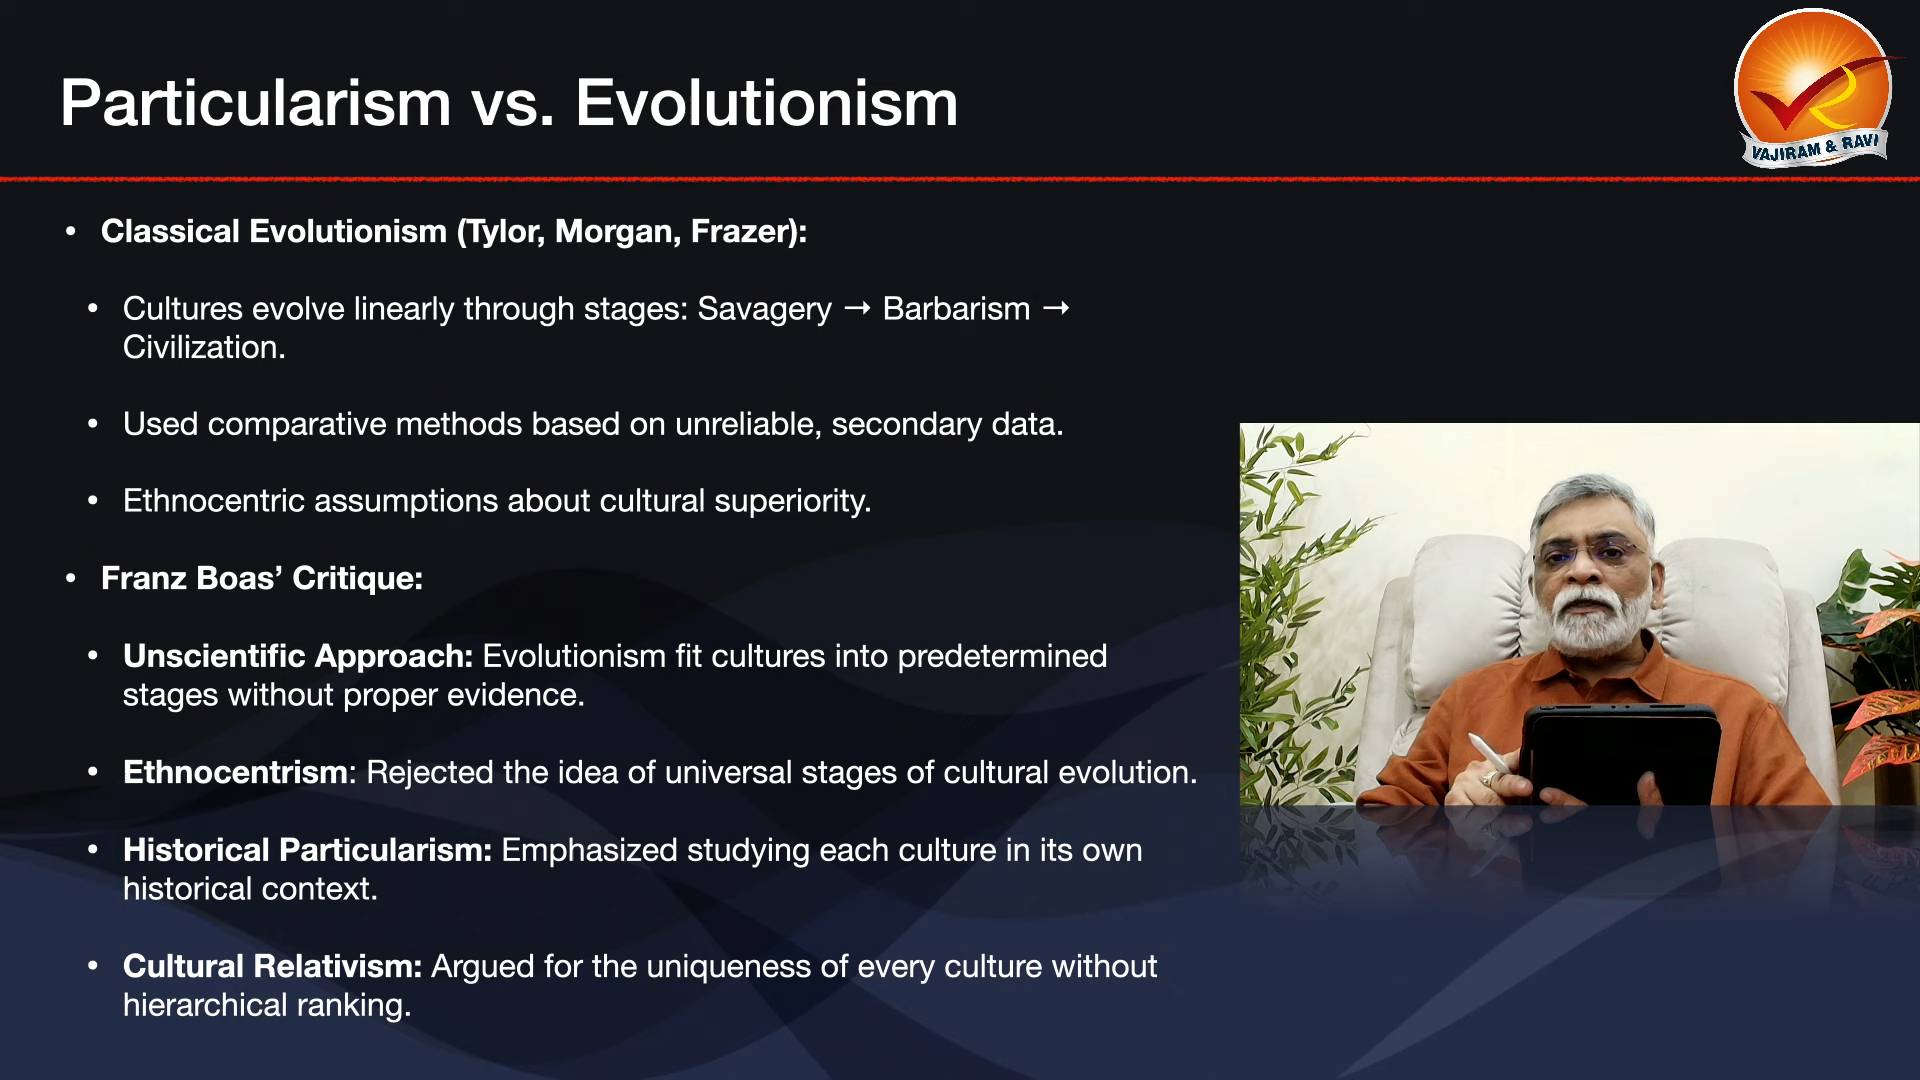 Particularism vs. Evolutionism
VAJIRAM & RAVI
• Classical Evolutionism (Tylor, Morgan, Frazer):
• Cultures evolve linearly through stages: Savagery → Barbarism →
Civilization.
• Used comparative methods based on unreliable, secondary data.
• Ethnocentric assumptions about cultural superiority.
• Franz Boas’ Critique:
• Unscientific Approach: Evolutionism fit cultures into predetermined
stages without proper evidence.
• Ethnocentrism: Rejected the idea of universal stages of cultural evolution.
• Historical Particularism: Emphasized studying each culture in its own
historical context.
• Cultural Relativism: Argued for the uniqueness of every culture without
hierarchical ranking.